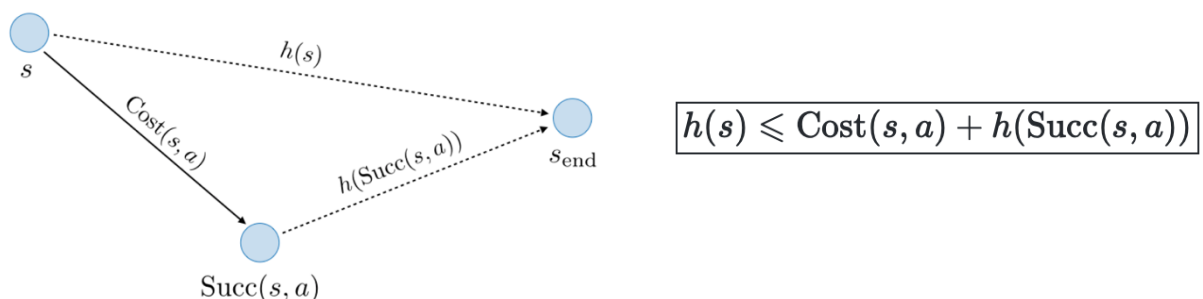 h(s)
s
Cost(s, a)
h(Succ(s, a))
s_end
Succ(s, a)
h(s) ⩽ Cost(s, a) + h(Succ(s, a))